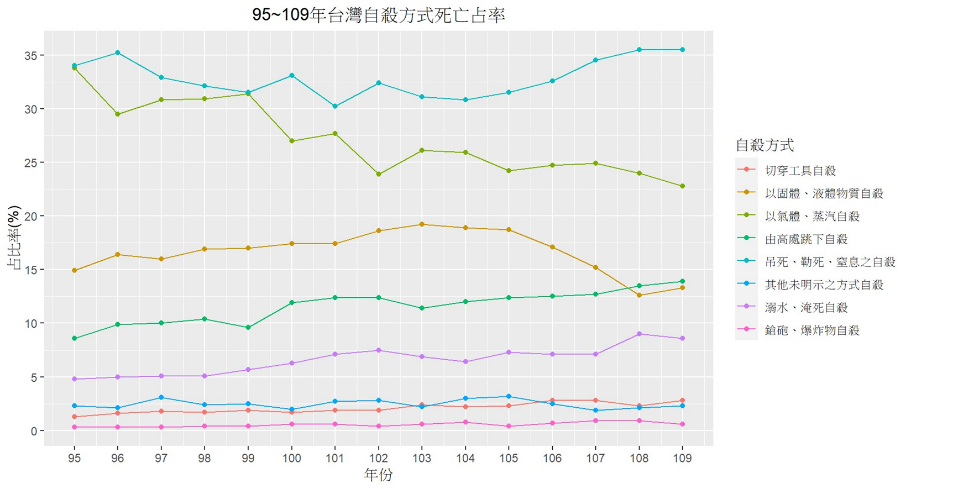 95~109年台灣自殺方式死亡占率
占比率(%)
35
30
25
20
15
10
5
0
95 96 97 98 99 100 101 102 103 104 105 106 107 108 109
年份
自殺方式
切穿工具自殺
以固體、液體物質自殺
以氣體、蒸汽自殺
由高處跳下自殺
吊死、勒死、窒息之自殺
其他未明示之方式自殺
溺水、淹死自殺
鎗砲、爆炸物自殺